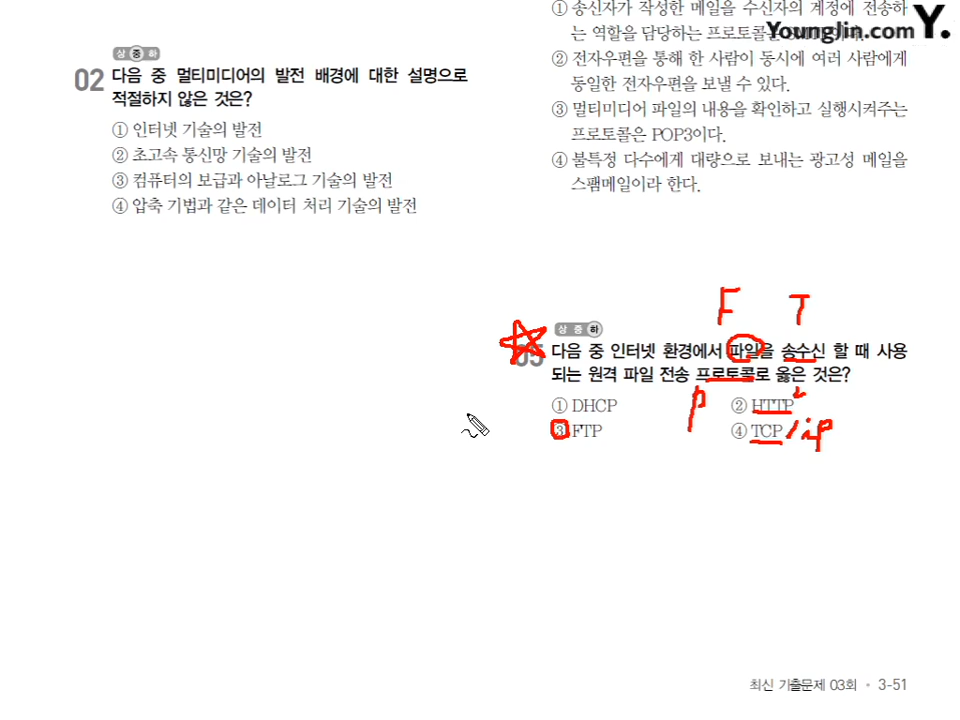 상 중 하
02 다음 중 멀티미디어의 발전 배경에 대한 설명으로
적절하지 않은 것은?
① 인터넷 기술의 발전
② 초고속 통신망 기술의 발전
③ 컴퓨터의 보급과 아날로그 기술의 발전
④ 압축 기법과 같은 데이터 처리 기술의 발전
① 송신자가 작성한 메일을 수신자의 계정에 전송하
는 역할을 담당하는 프로토콜은
Younglin.com Y.
② 전자우편을 통해 한 사람이 동시에 여러 사람에게
동일한 전자우편을 보낼 수 있다.
③ 멀티미디어 파일의 내용을 확인하고 실행시켜주는
프로토콜은 POP3이다.
④ 불특정 다수에게 대량으로 보내는 광고성 메일을
스팸메일이라 한다.
F T
상 중 하
05 다음 중 인터넷 환경에서 파일을 송수신 할 때 사용
되는 원격 파일 전송 프로토콜로 옳은 것은?
P
① DHCP ② HTTP
③ FTP ④ TCP/ip
최신 기출문제 03회 • 3-51